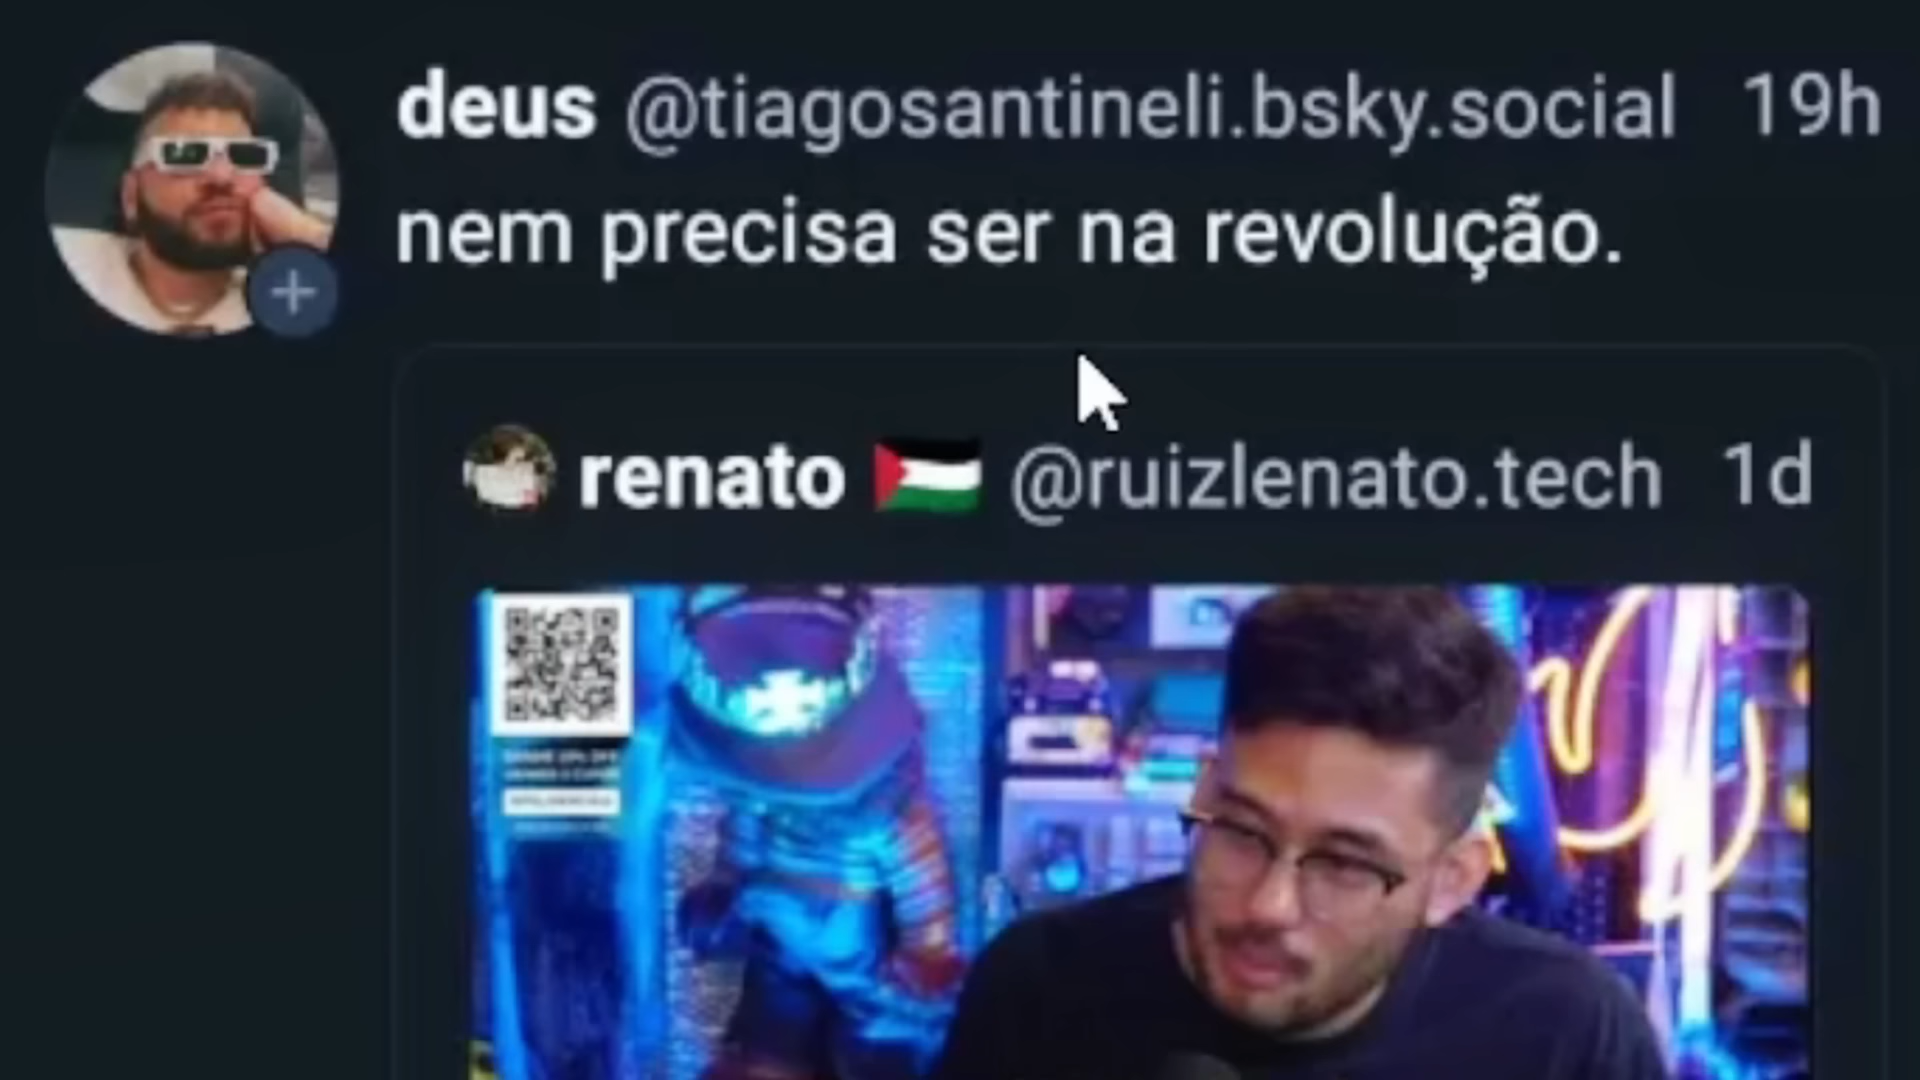 deus @tiagosantineli.bsky.social 19h
nem precisa ser na revolução.
renato @ruizlenato.tech 1d